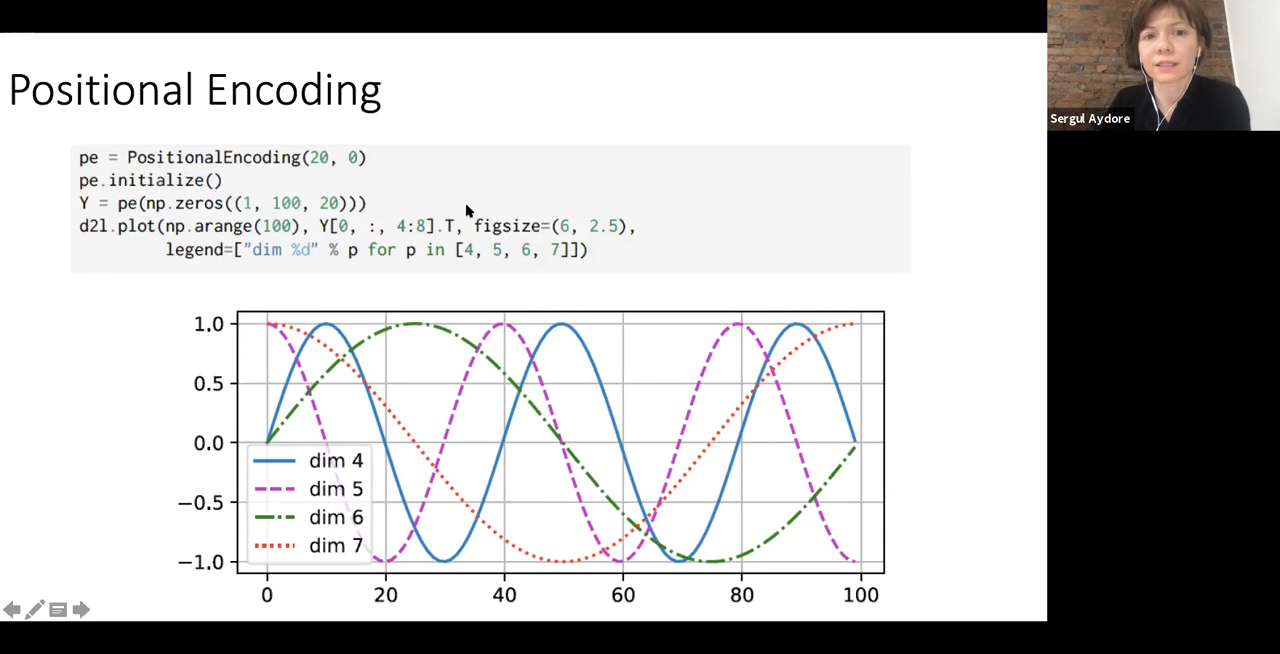 Positional Encoding
pe = PositionalEncoding(20, 0)
pe.initialize()
Y = pe(np.zeros((1, 100, 20)))
d2l.plot(np.arange(100), Y[0, :, 4:8].T, figsize=(6, 2.5),
legend=["dim %d" % p for p in [4, 5, 6, 7]])
1.0
0.5
0.0
−0.5
−1.0
dim 4
dim 5
dim 6
dim 7
0 20 40 60 80 100
Sergul Aydore